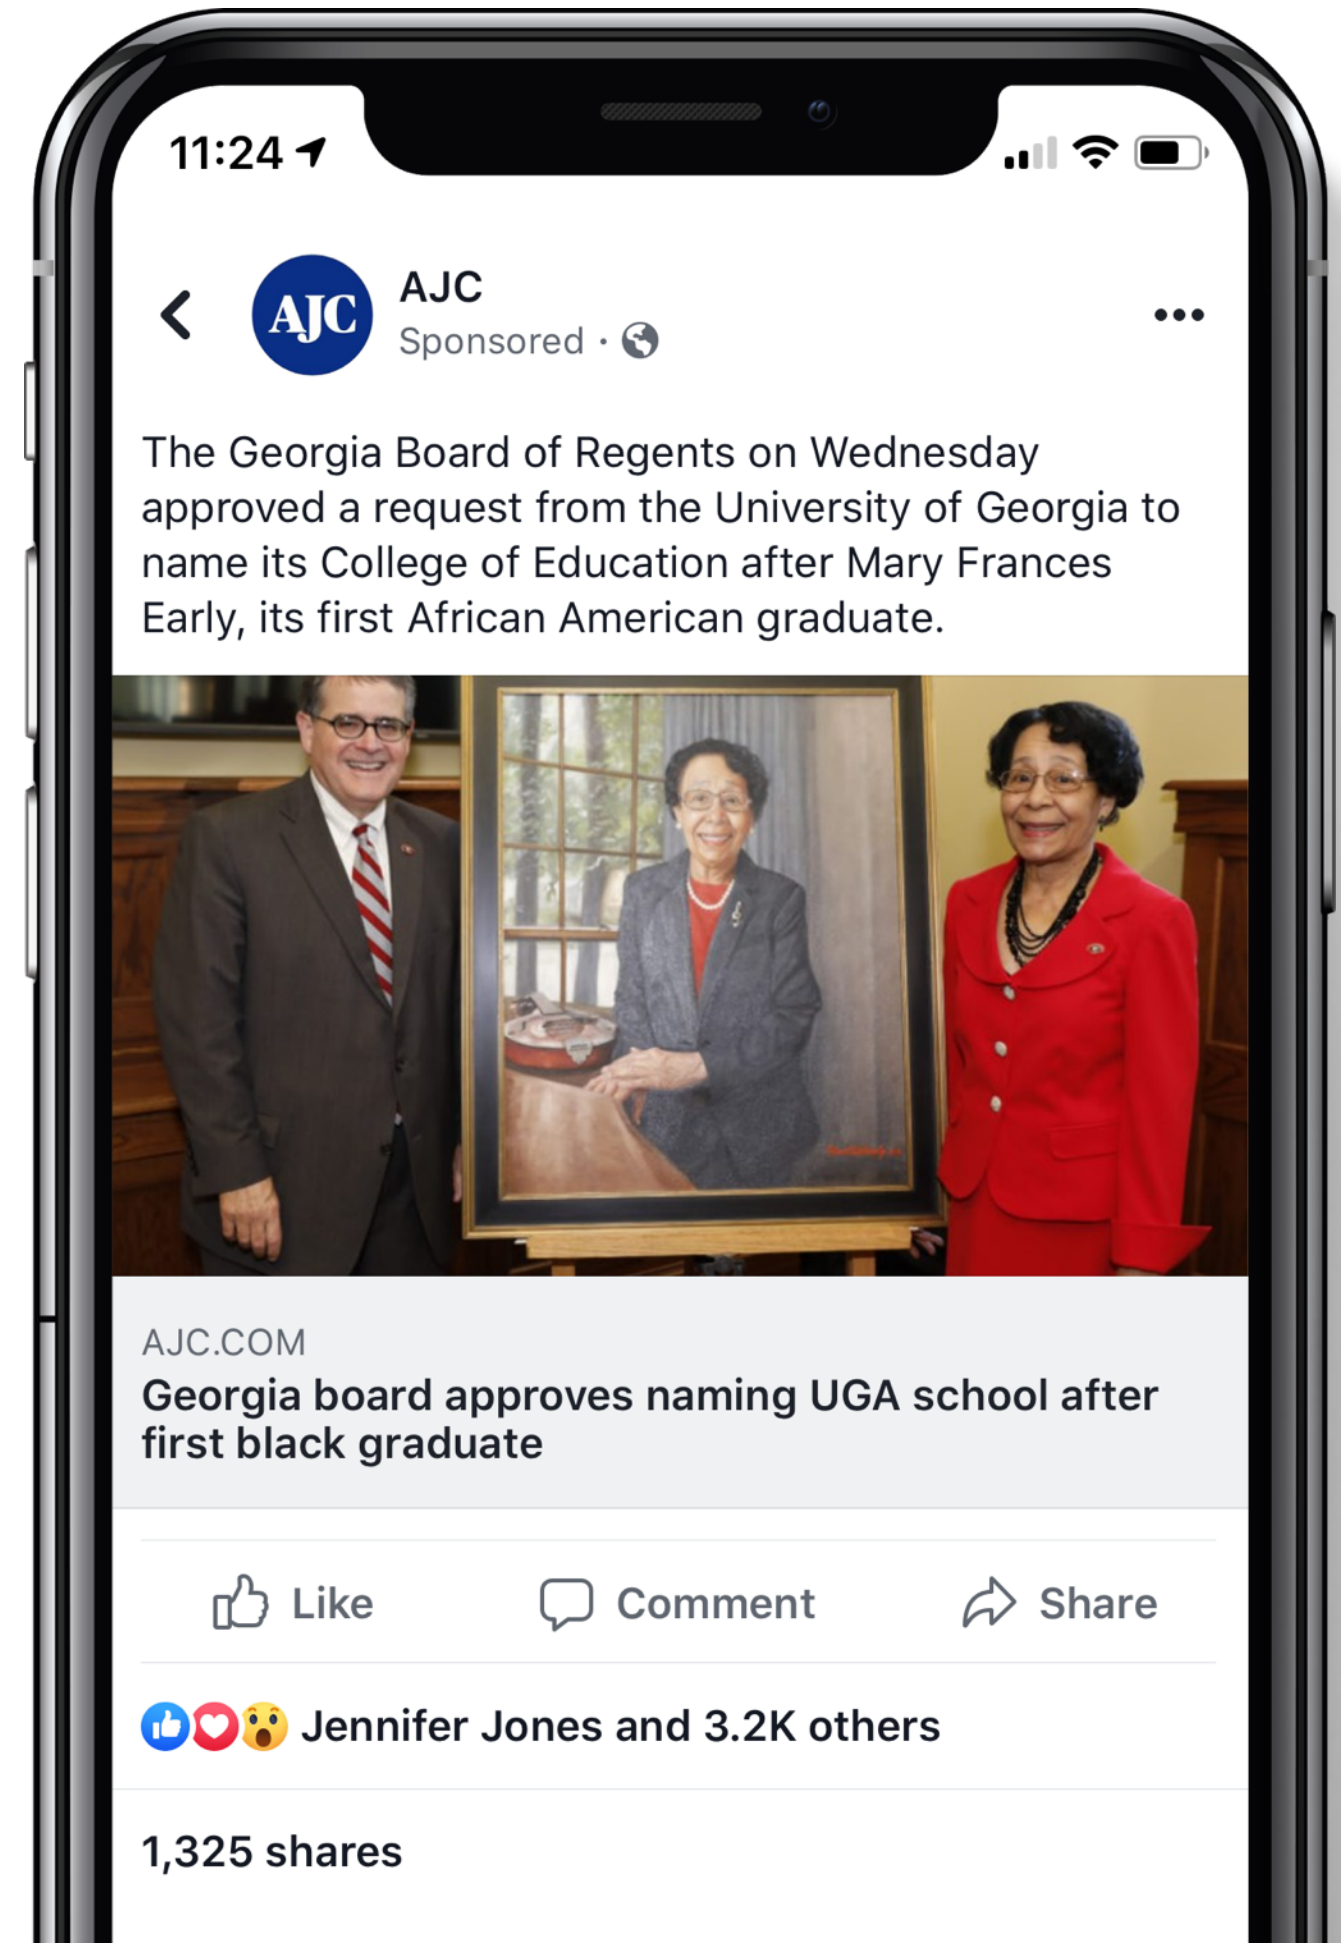 11:24
AJC
AJC
Sponsored ·
The Georgia Board of Regents on Wednesday
approved a request from the University of Georgia to
name its College of Education after Mary Frances
Early, its first African American graduate.
AJC.COM
Georgia board approves naming UGA school after
first black graduate
Like
Comment
Share
Jennifer Jones and 3.2K others
1,325 shares